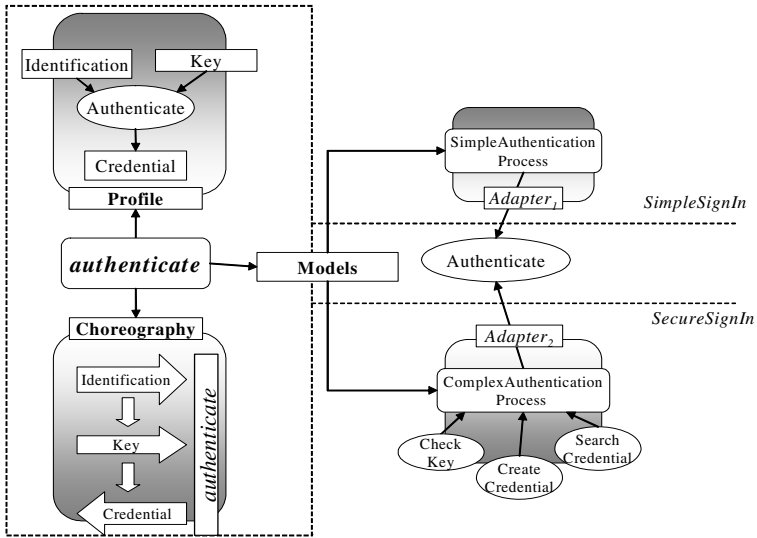 Identification
Key
Authenticate
Credential
Profile
authenticate
Models
Choreography
Identification
Key
Credential
authenticate
SimpleAuthentication
Process
Adapter1
SimpleSignIn
Authenticate
SecureSignIn
Adapter2
ComplexAuthentication
Process
Check
Key
Create
Credential
Search
Credential